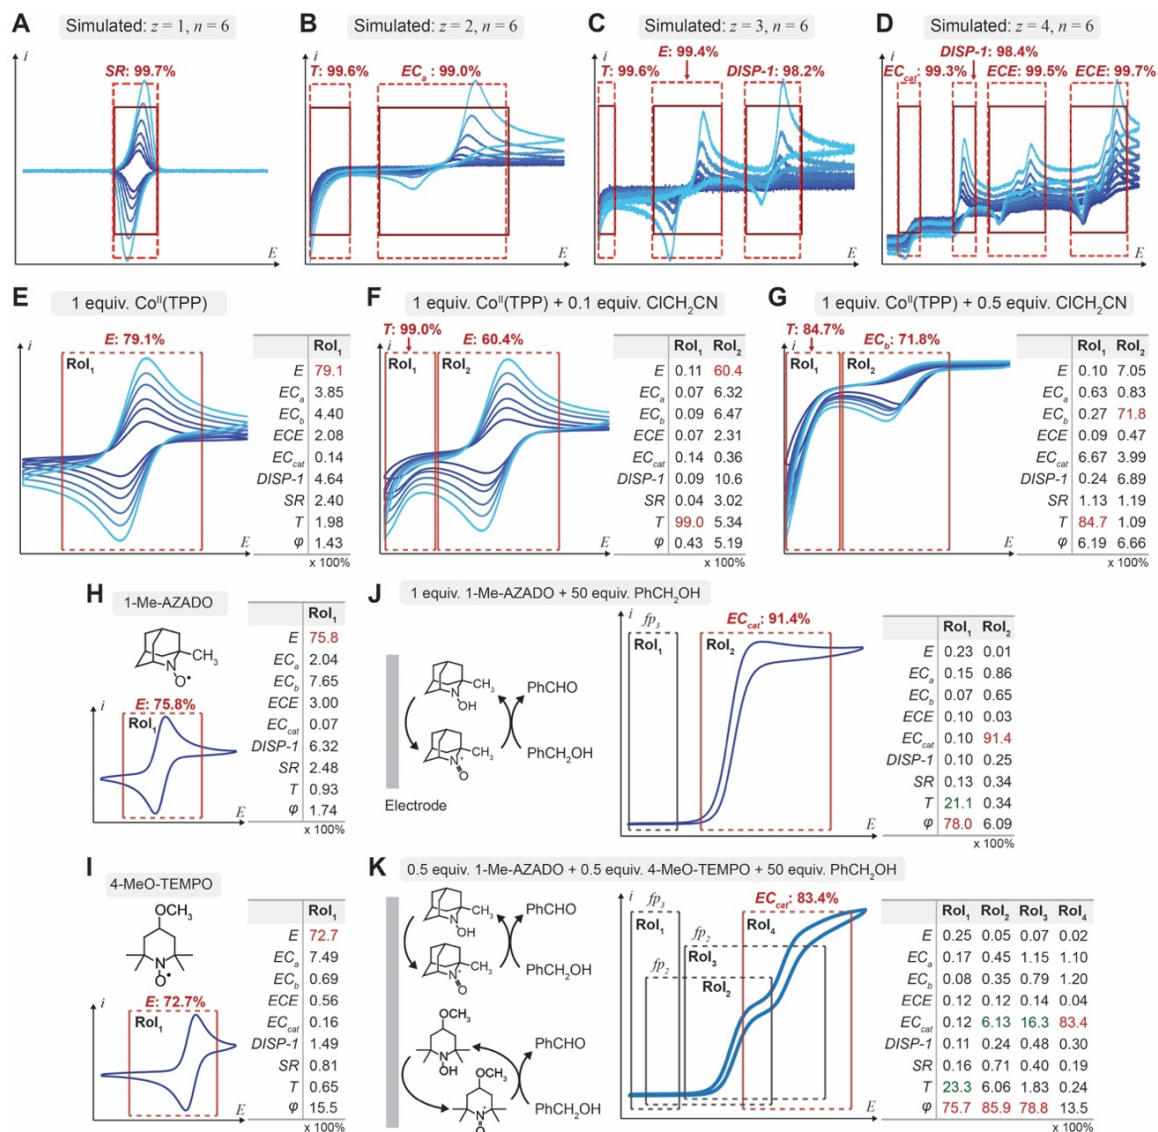 A Simulated: z = 1, n = 6
i
SR: 99.7%
E
B Simulated: z = 2, n = 6
i
T: 99.6% ECa: 99.0%
E
C Simulated: z = 3, n = 6
i
E: 99.4%
T: 99.6% DISP-1: 98.2%
E
D Simulated: z = 4, n = 6
i
DISP-1: 98.4%
ECcat: 99.3% ECE: 99.5% ECE: 99.7%
E
E 1 equiv. CoII(TPP)
i
E: 79.1%
RoI1
E
RoI1
E 79.1
ECa 3.85
ECb 4.40
ECE 2.08
ECcat 0.14
DISP-1 4.64
SR 2.40
T 1.98
φ 1.43
x 100%
F 1 equiv. CoII(TPP) + 0.1 equiv. ClCH2CN
i
T: 99.0% E: 60.4%
RoI1 RoI2
E
RoI1 RoI2
E 0.11 60.4
ECa 0.07 6.32
ECb 0.09 6.47
ECE 0.07 2.31
ECcat 0.14 0.36
DISP-1 0.09 10.6
SR 0.04 3.02
T 99.0 5.34
φ 0.43 5.19
x 100%
G 1 equiv. CoII(TPP) + 0.5 equiv. ClCH2CN
i
T: 84.7% ECb: 71.8%
RoI1 RoI2
E
RoI1 RoI2
E 0.10 7.05
ECa 0.63 0.83
ECb 0.27 71.8
ECE 0.09 0.47
ECcat 6.67 3.99
DISP-1 0.24 6.89
SR 1.13 1.19
T 84.7 1.09
φ 6.19 6.66
x 100%
H 1-Me-AZADO
CH3
N
O•
i
E: 75.8%
RoI1
E
RoI1
E 75.8
ECa 2.04
ECb 7.65
ECE 3.00
ECcat 0.07
DISP-1 6.32
SR 2.48
T 0.93
φ 1.74
x 100%
J 1 equiv. 1-Me-AZADO + 50 equiv. PhCH2OH
CH3
N
OH
PhCHO
CH3
N+
O
PhCH2OH
Electrode
i
fp3
RoI1
ECcat: 91.4%
RoI2
E
RoI1 RoI2
E 0.23 0.01
ECa 0.15 0.86
ECb 0.07 0.65
ECE 0.10 0.03
ECcat 0.10 91.4
DISP-1 0.10 0.25
SR 0.13 0.34
T 21.1 0.34
φ 78.0 6.09
x 100%
I 4-MeO-TEMPO
OCH3
N
O•
i
E: 72.7%
RoI1
E
RoI1
E 72.7
ECa 7.49
ECb 0.69
ECE 0.56
ECcat 0.16
DISP-1 1.49
SR 0.81
T 0.65
φ 15.5
x 100%
K 0.5 equiv. 1-Me-AZADO + 0.5 equiv. 4-MeO-TEMPO + 50 equiv. PhCH2OH
CH3
N
OH
PhCHO
CH3
N+
O
PhCH2OH
OCH3
N
OH
PhCHO
OCH3
N+
O
PhCH2OH
i
fp3
RoI1
ECcat: 83.4%
RoI4
fp2
RoI3
fp2
RoI2
E
RoI1 RoI2 RoI3 RoI4
E 0.25 0.05 0.07 0.02
ECa 0.17 0.45 1.15 1.10
ECb 0.08 0.35 0.79 1.20
ECE 0.12 0.12 0.14 0.04
ECcat 0.12 6.13 16.3 83.4
DISP-1 0.11 0.24 0.48 0.30
SR 0.16 0.71 0.40 0.19
T 23.3 6.06 1.83 0.24
φ 75.7 85.9 78.8 13.5
x 100%